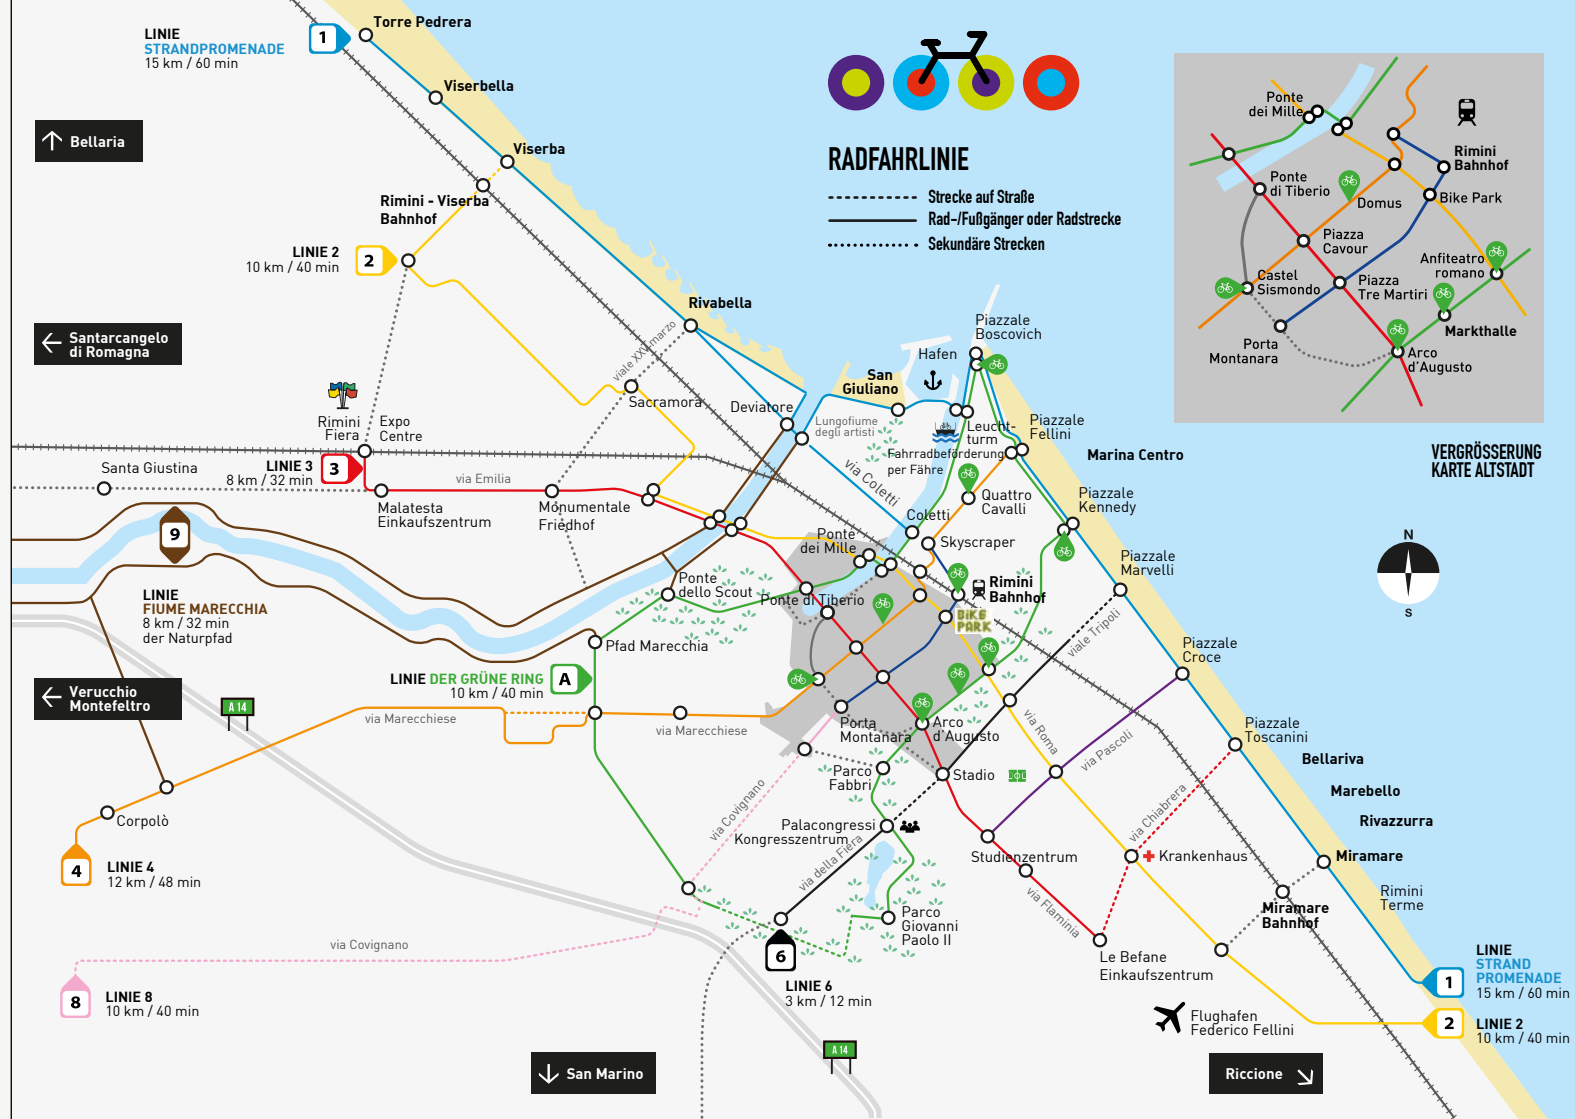 LINIE
STRANDPROMENADE
15 km / 60 min
1
Torre Pedrera
Viserbella
Viserba
Bellaria
Rimini - Viserba
Bahnhof
LINIE 2
10 km / 40 min
2
Santarcangelo
di Romagna
Rivabella
viale XXV marzo
Sacramora
Deviatore
Rimini
Fiera
Expo
Centre
LINIE 3
8 km / 32 min
3
Santa Giustina
via Emilia
Malatesta
Einkaufszentrum
Monumentale
Friedhof
9
LINIE
FIUME MARECCHIA
8 km / 32 min
der Naturpfad
RADFAHRLINIE
Strecke auf Straße
Rad-/Fußgänger oder Radstrecke
Sekundäre Strecken
Piazzale
Boscovich
Hafen
San
Giuliano
Lungofiume
degli artisti
Leucht-
turm
Fahrradbeförderung
per Fähre
Piazzale
Fellini
Marina Centro
via Coletti
Quattro
Cavalli
Coletti
Piazzale
Kennedy
Skyscraper
Ponte
dei Mille
Piazzale
Marvelli
Rimini
Bahnhof
BIKE
PARK
Ponte
dello Scout
Ponte di Tiberio
viale Tripoli
Pfad Marecchia
Piazzale
Croce
LINIE DER GRÜNE RING
10 km / 40 min
A
Verucchio
Montefeltro
A 14
via Marecchiese
via Marecchiese
Porta
Montanara
Arco
d'Augusto
via Roma
via Pascoli
Piazzale
Toscanini
Bellariva
Marebello
Rivazzurra
Miramare
Parco
Fabbri
Stadio
via Covignano
Palacongressi
Kongresszentrum
via della Fiera
via Chiabrera
Krankenhaus
Studienzentrum
via Flaminia
Corpolò
4
LINIE 4
12 km / 48 min
Rimini
Terme
Miramare
Bahnhof
Parco
Giovanni
Paolo II
Le Befane
Einkaufszentrum
via Covignano
8
LINIE 8
10 km / 40 min
6
LINIE 6
3 km / 12 min
Flughafen
Federico Fellini
LINIE
STRAND
PROMENADE
15 km / 60 min
1
2
LINIE 2
10 km / 40 min
A 14
San Marino
Riccione
Ponte
dei Mille
Rimini
Bahnhof
Ponte
di Tiberio
Domus
Bike Park
Piazza
Cavour
Anfiteatro
romano
Castel
Sismondo
Piazza
Tre Martiri
Markthalle
Porta
Montanara
Arco
d'Augusto
VERGRÖSSERUNG
KARTE ALTSTADT
N
S